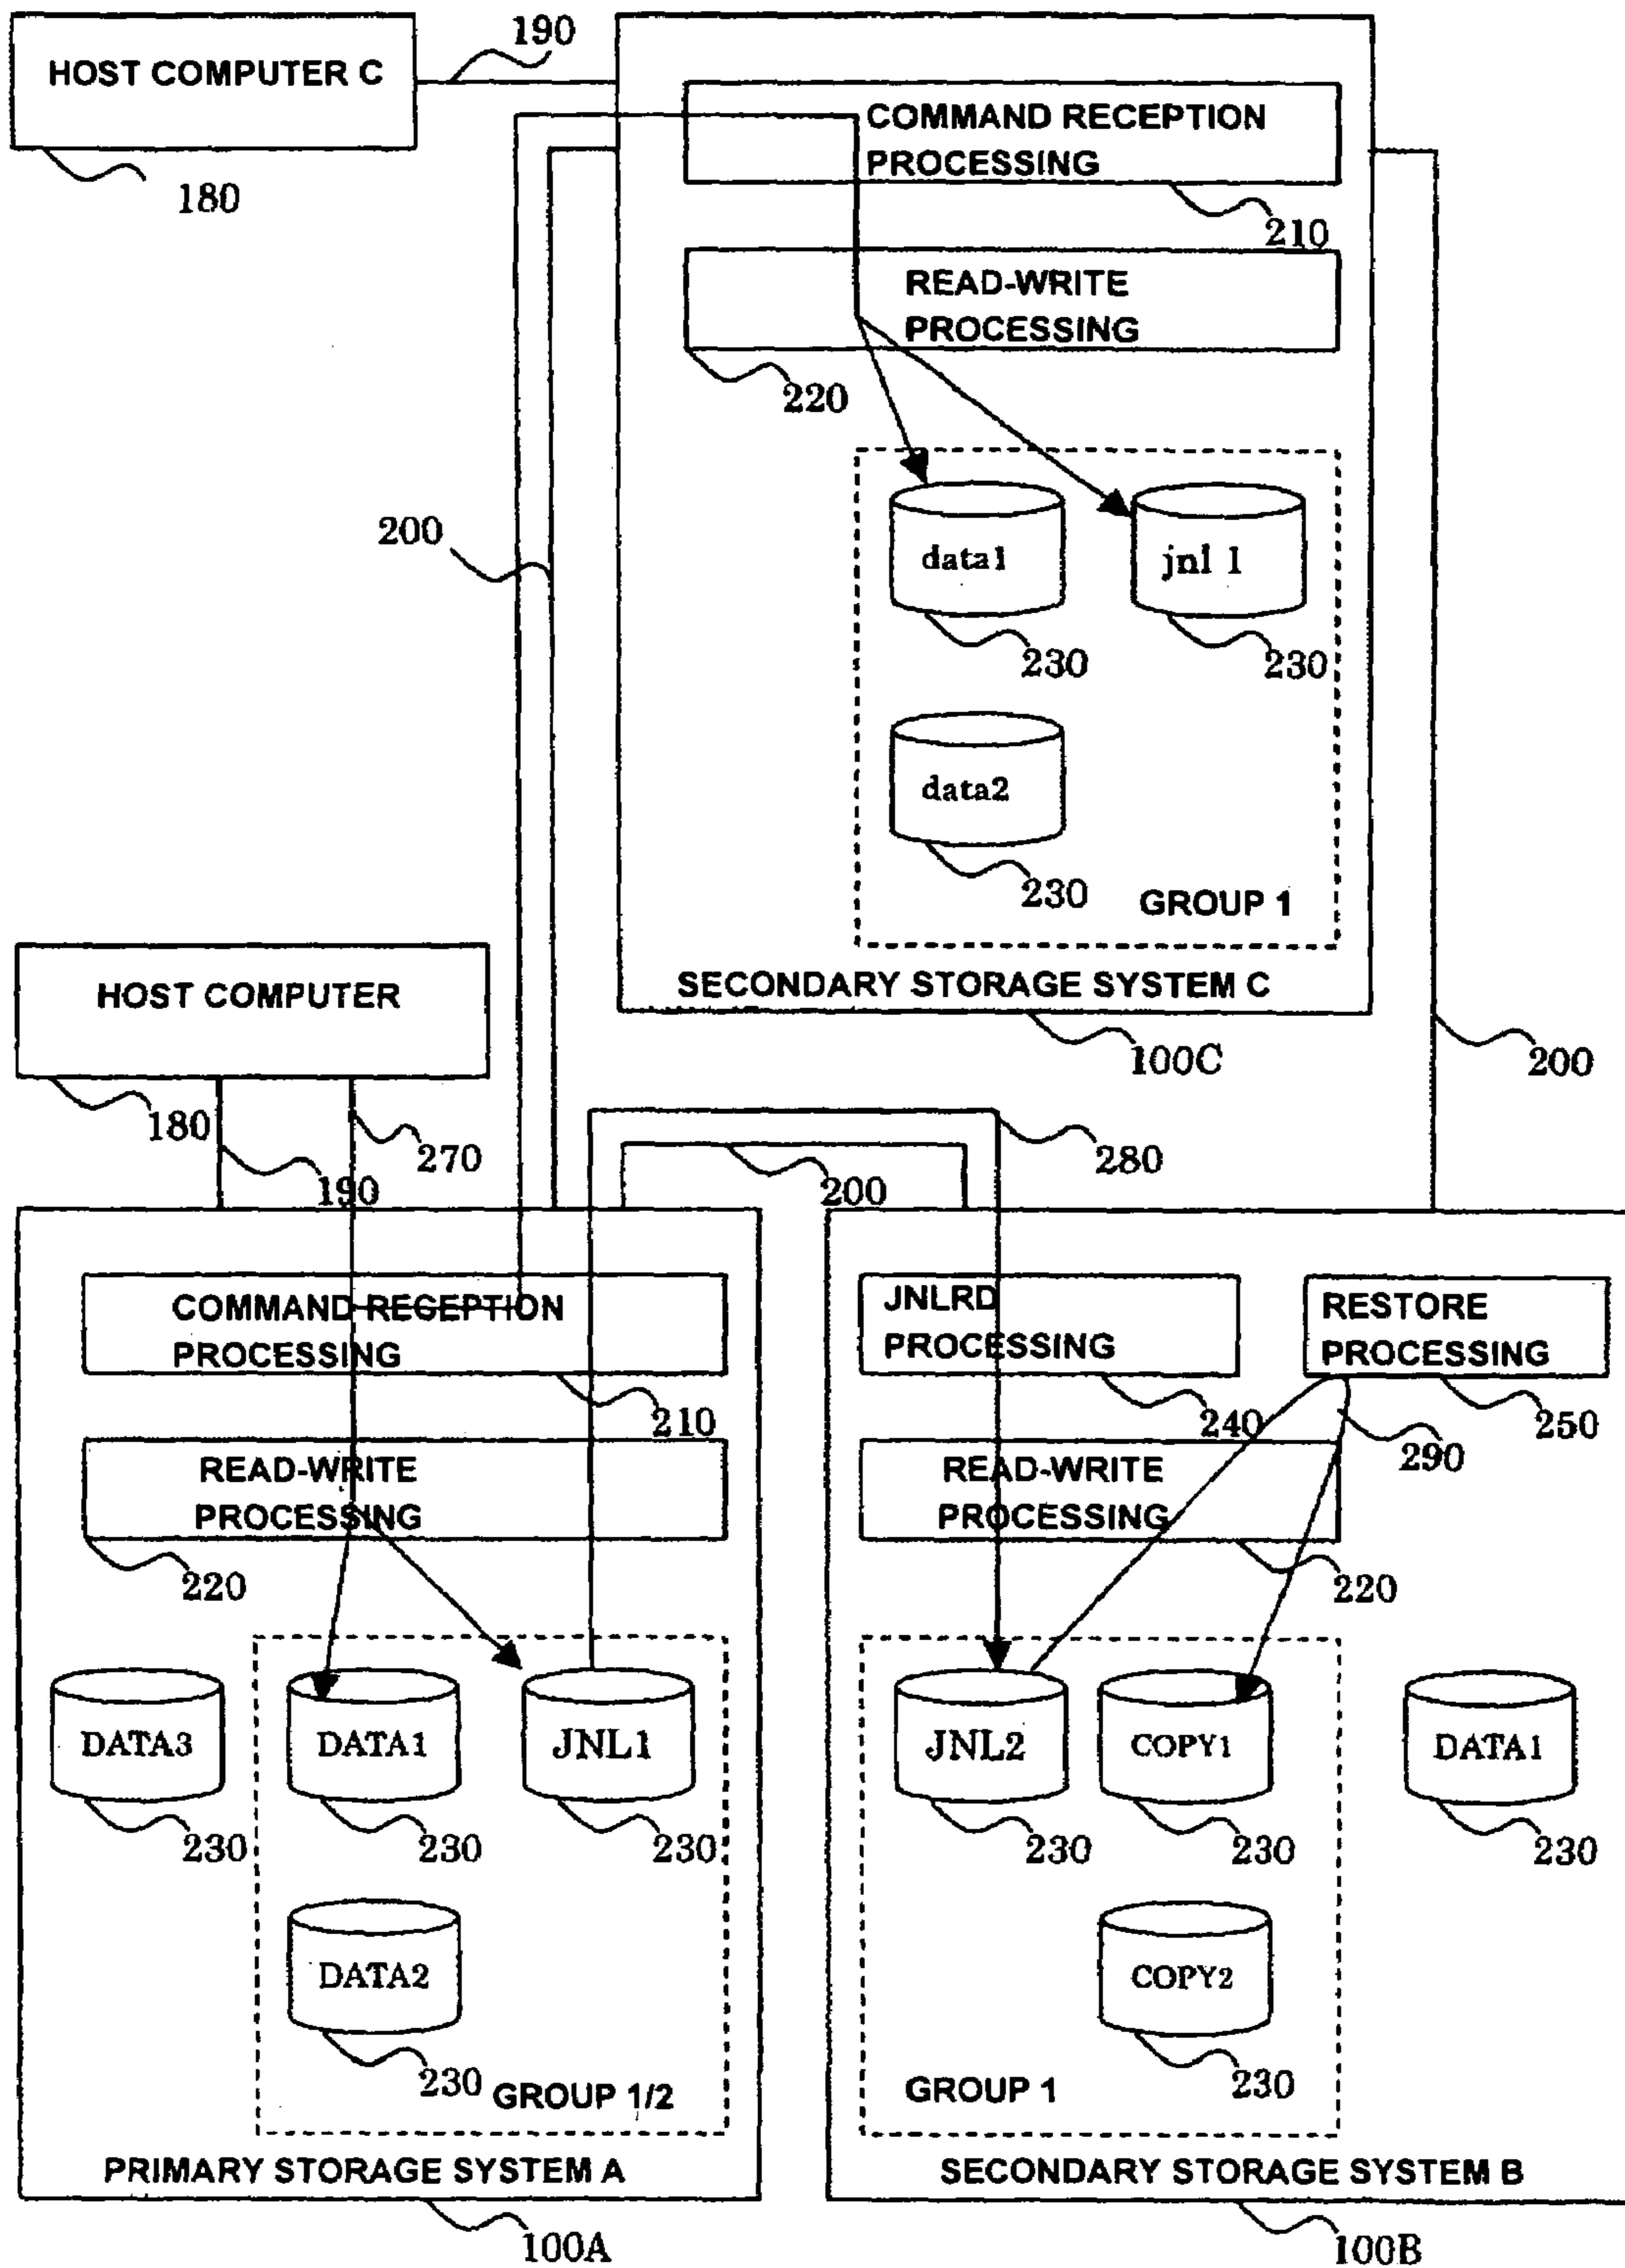 190
HOST COMPUTER C
180
COMMAND RECEPTION
PROCESSING
210
READ-WRITE
PROCESSING
220
200
data1
jnl 1
230
230
data2
230
GROUP 1
SECONDARY STORAGE SYSTEM C
100C
200
HOST COMPUTER
180
190
270
280
200
COMMAND RECEPTION
PROCESSING
210
READ-WRITE
PROCESSING
220
DATA3
DATA1
JNL1
230
230
230
DATA2
230
GROUP 1/2
PRIMARY STORAGE SYSTEM A
100A
JNLRD
PROCESSING
240
RESTORE
PROCESSING
250
290
READ-WRITE
PROCESSING
220
JNL2
COPY1
DATA1
230
230
230
COPY2
230
GROUP 1
SECONDARY STORAGE SYSTEM B
100B